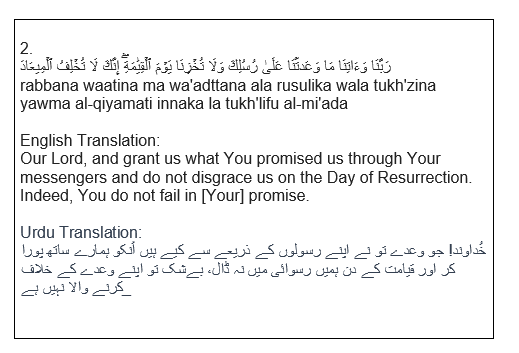 2.
رَبَّنَا وَءَاتِنَا مَا وَعَدتَّنَا عَلَىٰ رُسُلِكَ وَلَا تُخْزِنَا يَوْمَ ٱلْقِيَٰمَةِۗ إِنَّكَ لَا تُخْلِفُ ٱلْمِيعَادَ
rabbana waatina ma wa'adttana ala rusulika wala tukh'zina
yawma al-qiyamati innaka la tukh'lifu al-mi'ada
English Translation:
Our Lord, and grant us what You promised us through Your
messengers and do not disgrace us on the Day of Resurrection.
Indeed, You do not fail in [Your] promise.
Urdu Translation:
خُداوندا! جو وعدے تو نے اپنے رسولوں کے ذریعے سے کیے ہیں اُنکو ہمارے ساتھ پورا
کر اور قیامت کے دن ہمیں رسوائی میں نہ ڈال، بےشک تو اپنے وعدے کے خلاف
کرنے والا نہیں ہے_